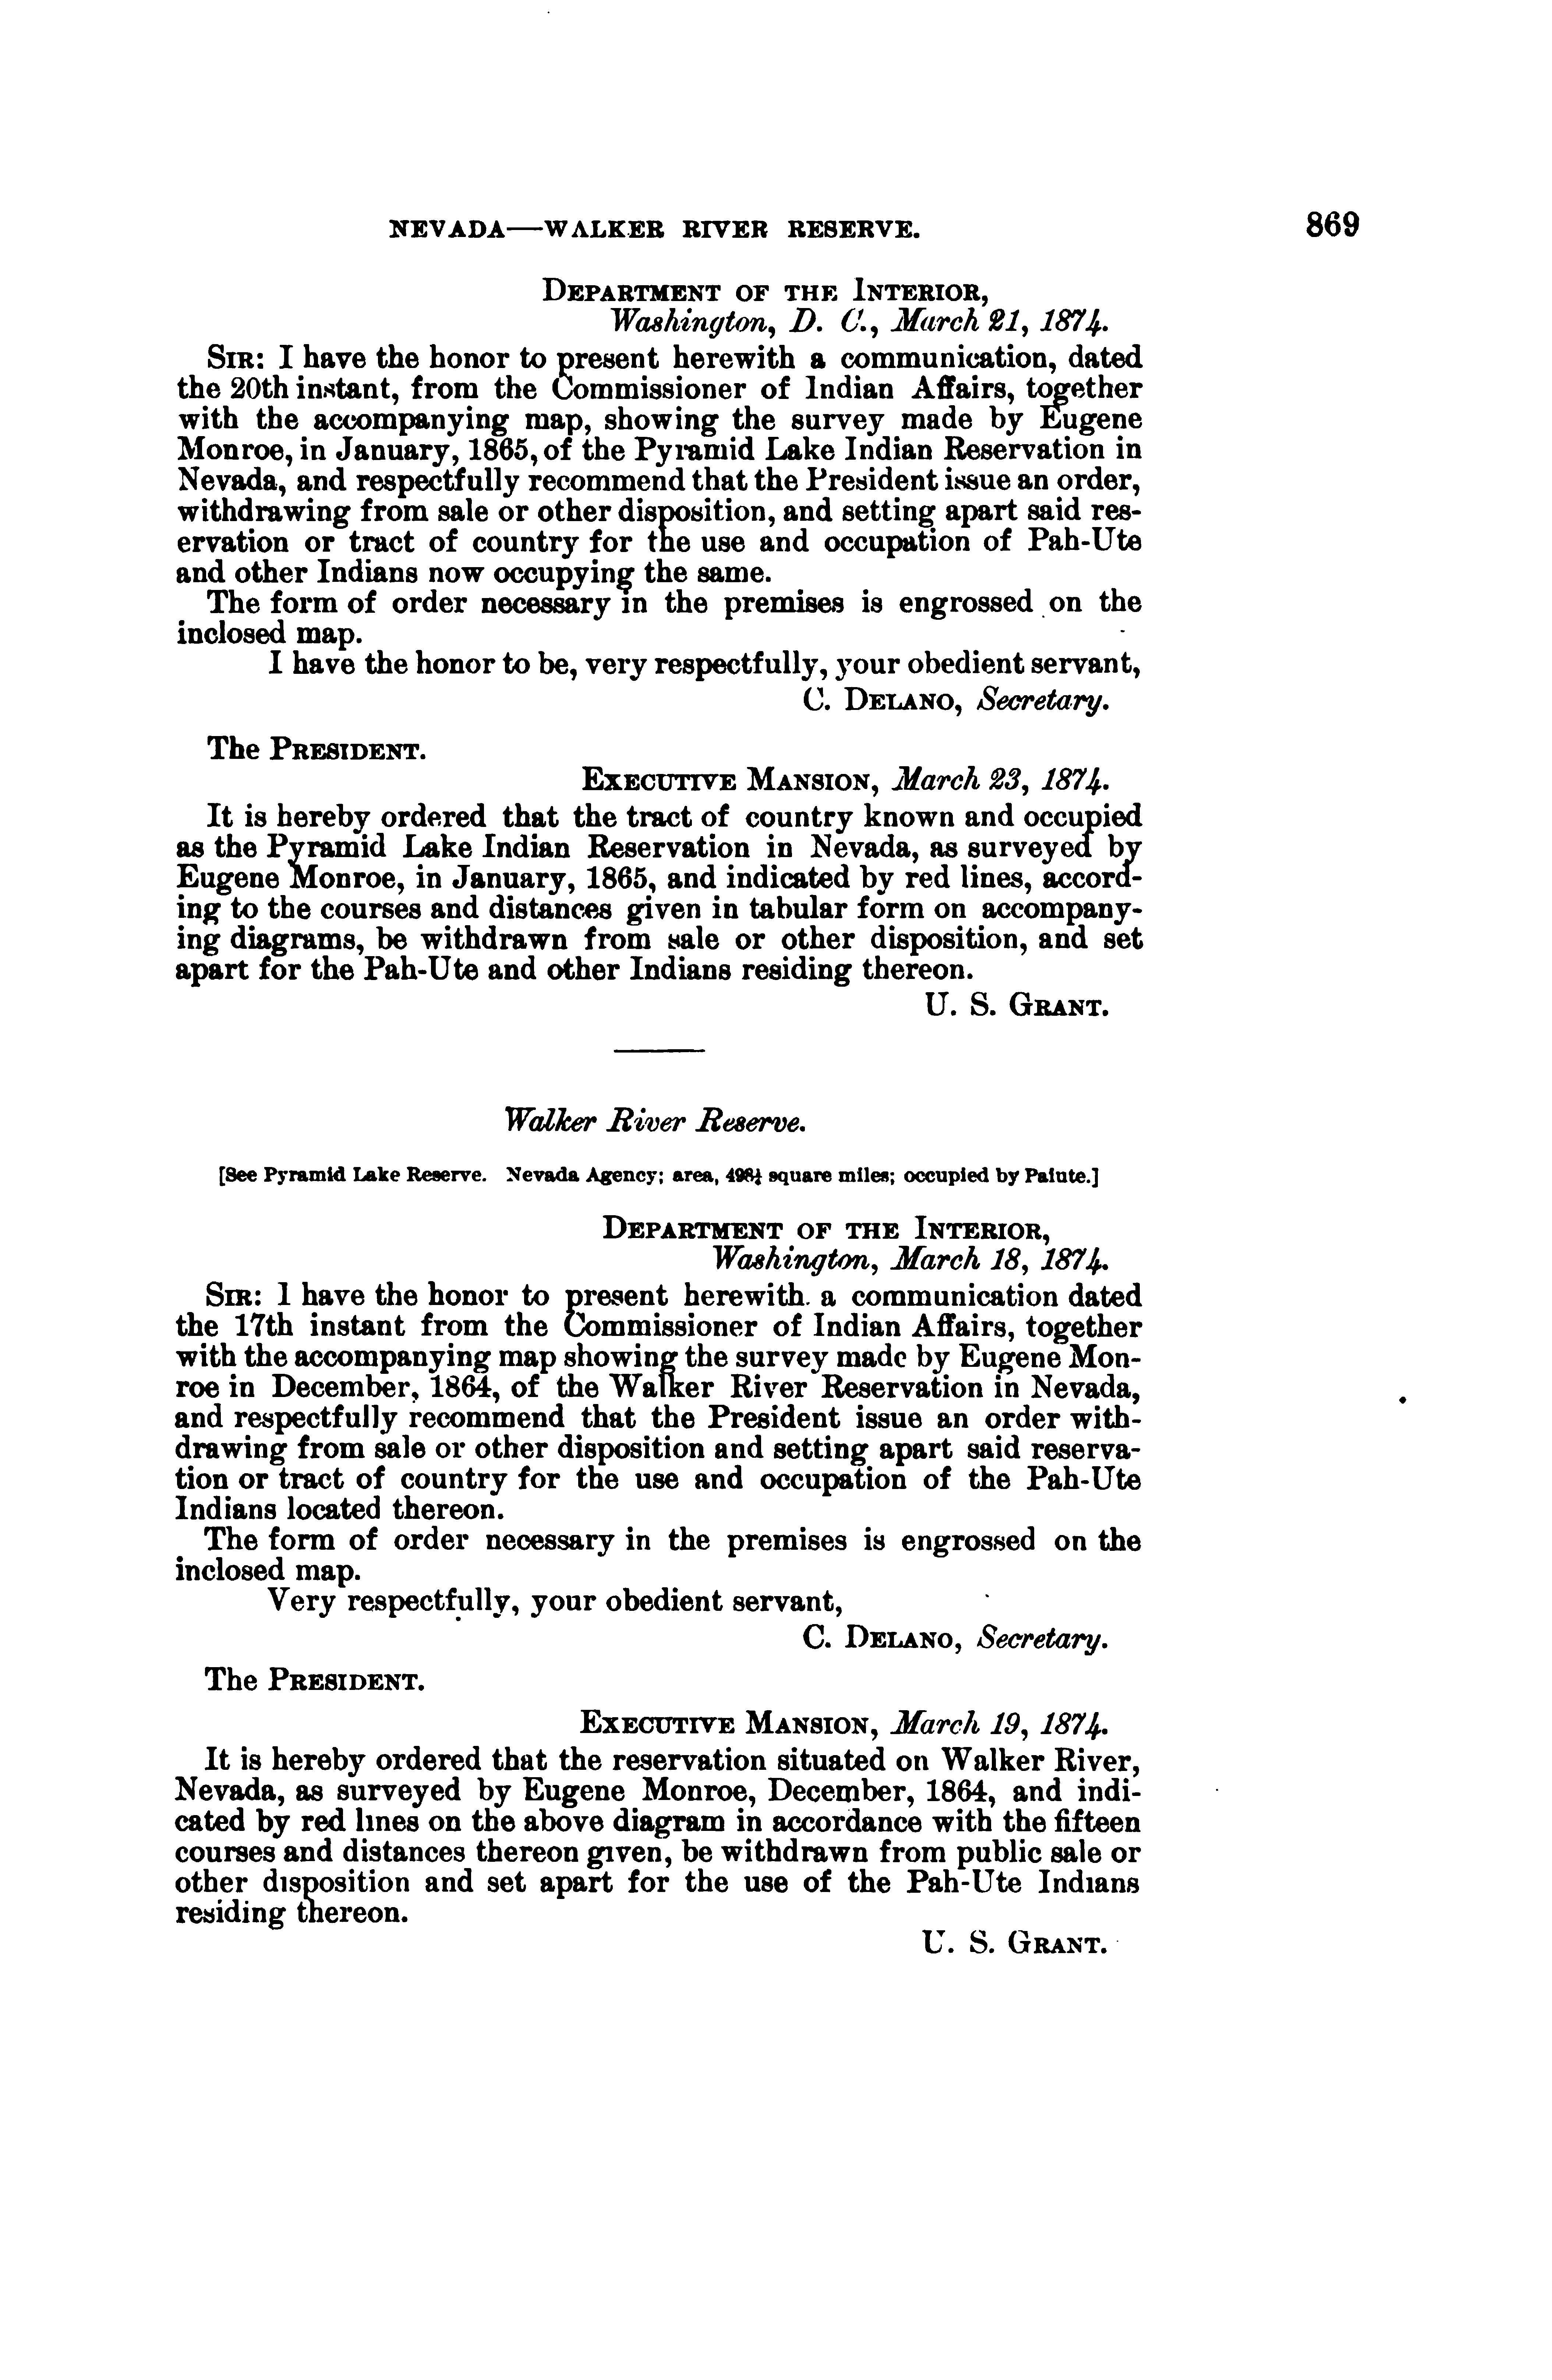 NEVADA—WALKER RIVER RESERVE. 869
DEPARTMENT OF THE INTERIOR,
Washington, D. C., March 21, 1874.
SIR: I have the honor to present herewith a communication, dated
the 20th instant, from the Commissioner of Indian Affairs, together
with the accompanying map, showing the survey made by Eugene
Monroe, in January, 1865, of the Pyramid Lake Indian Reservation in
Nevada, and respectfully recommend that the President issue an order,
withdrawing from sale or other disposition, and setting apart said res-
ervation or tract of country for the use and occupation of Pah-Ute
and other Indians now occupying the same.
The form of order necessary in the premises is engrossed on the
inclosed map.
I have the honor to be, very respectfully, your obedient servant,
C. DELANO, Secretary.
The PRESIDENT.
EXECUTIVE MANSION, March 23, 1874.
It is hereby ordered that the tract of country known and occupied
as the Pyramid Lake Indian Reservation in Nevada, as surveyed by
Eugene Monroe, in January, 1865, and indicated by red lines, accord-
ing to the courses and distances given in tabular form on accompany-
ing diagrams, be withdrawn from sale or other disposition, and set
apart for the Pah-Ute and other Indians residing thereon.
U. S. GRANT.
Walker River Reserve.
[See Pyramid Lake Reserve. Nevada Agency; area, square miles; occupied by Paiute.]
DEPARTMENT OF THE INTERIOR,
Washington, March 18, 1874.
SIR: I have the honor to present herewith a communication dated
the 17th instant from the Commissioner of Indian Affairs, together
with the accompanying map showing the survey made by Eugene Mon-
roe in December, 1864, of the Walker River Reservation in Nevada,
and respectfully recommend that the President issue an order with-
drawing from sale or other disposition and setting apart said reserva-
tion or tract of country for the use and occupation of the Pah-Ute
Indians located thereon.
The form of order necessary in the premises is engrossed on the
inclosed map.
Very respectfully, your obedient servant,
C. DELANO, Secretary.
The PRESIDENT.
EXECUTIVE MANSION, March 19, 1874.
It is hereby ordered that the reservation situated on Walker River,
Nevada, as surveyed by Eugene Monroe, December, 1864, and indi-
cated by red lines on the above diagram in accordance with the fifteen
courses and distances thereon given, be withdrawn from public sale or
other disposition and set apart for the use of the Pah-Ute Indians
residing thereon.
U. S. GRANT.